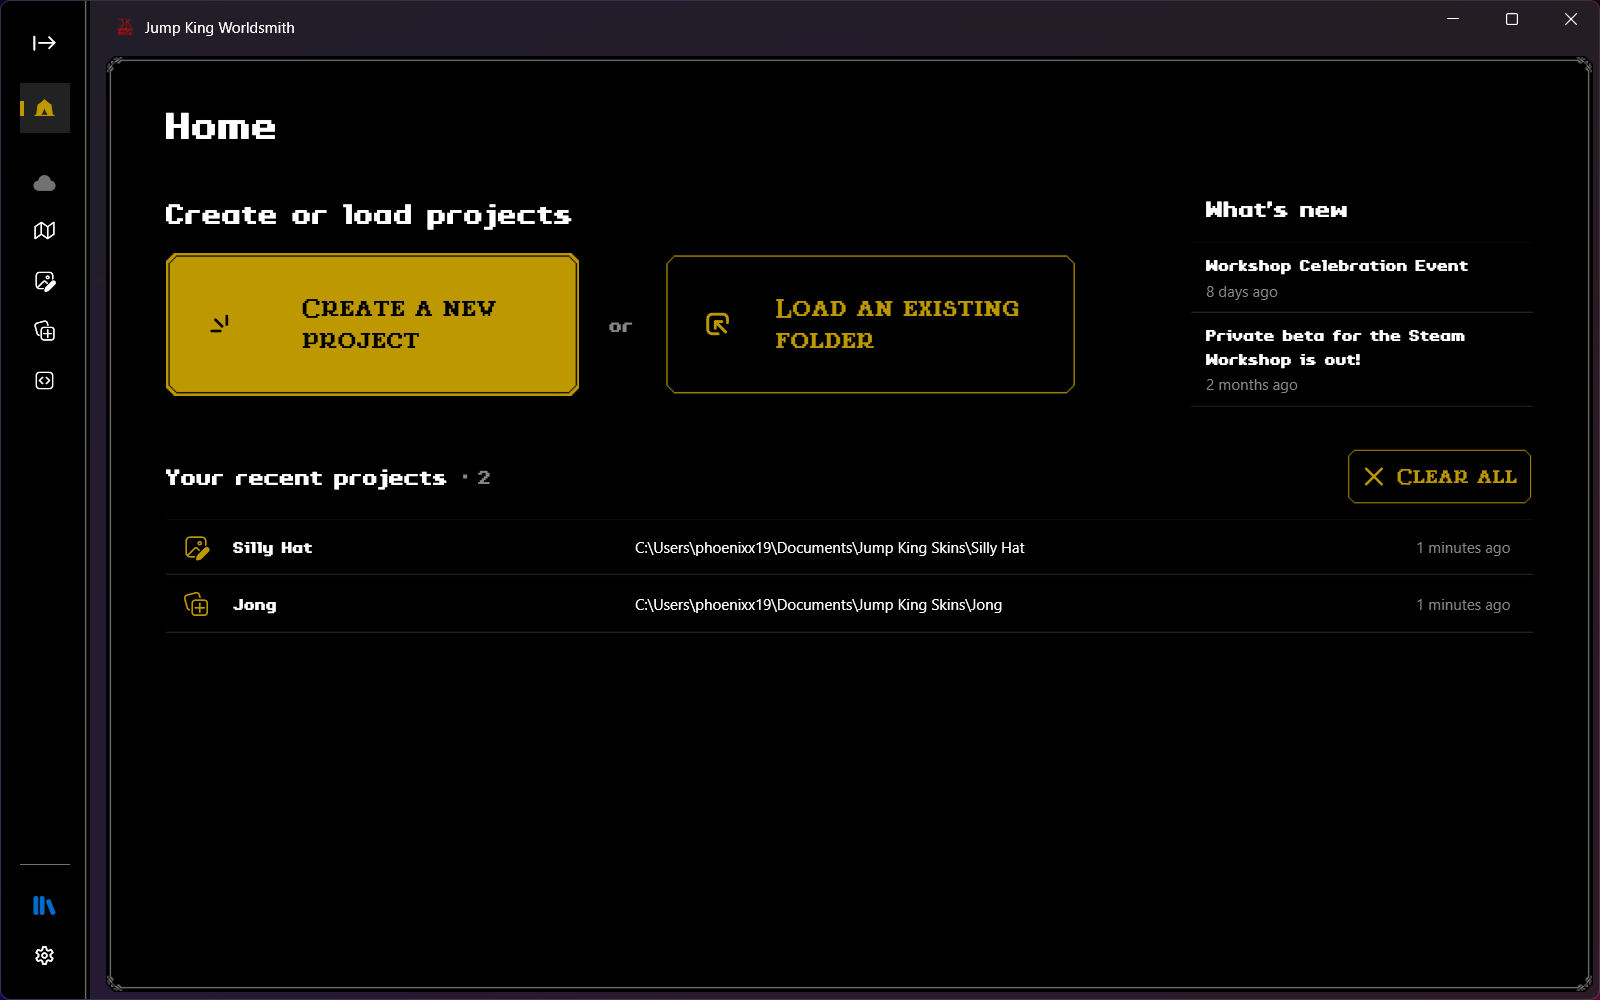 Jump King Worldsmith
Home
Create or load projects
Create a new
project
or
Load an existing
folder
What's new
Workshop Celebration Event
8 days ago
Private beta for the Steam
Workshop is out!
2 months ago
Your recent projects · 2
Clear all
Silly Hat C:\Users\phoenixx19\Documents\Jump King Skins\Silly Hat 1 minutes ago
Jong C:\Users\phoenixx19\Documents\Jump King Skins\Jong 1 minutes ago